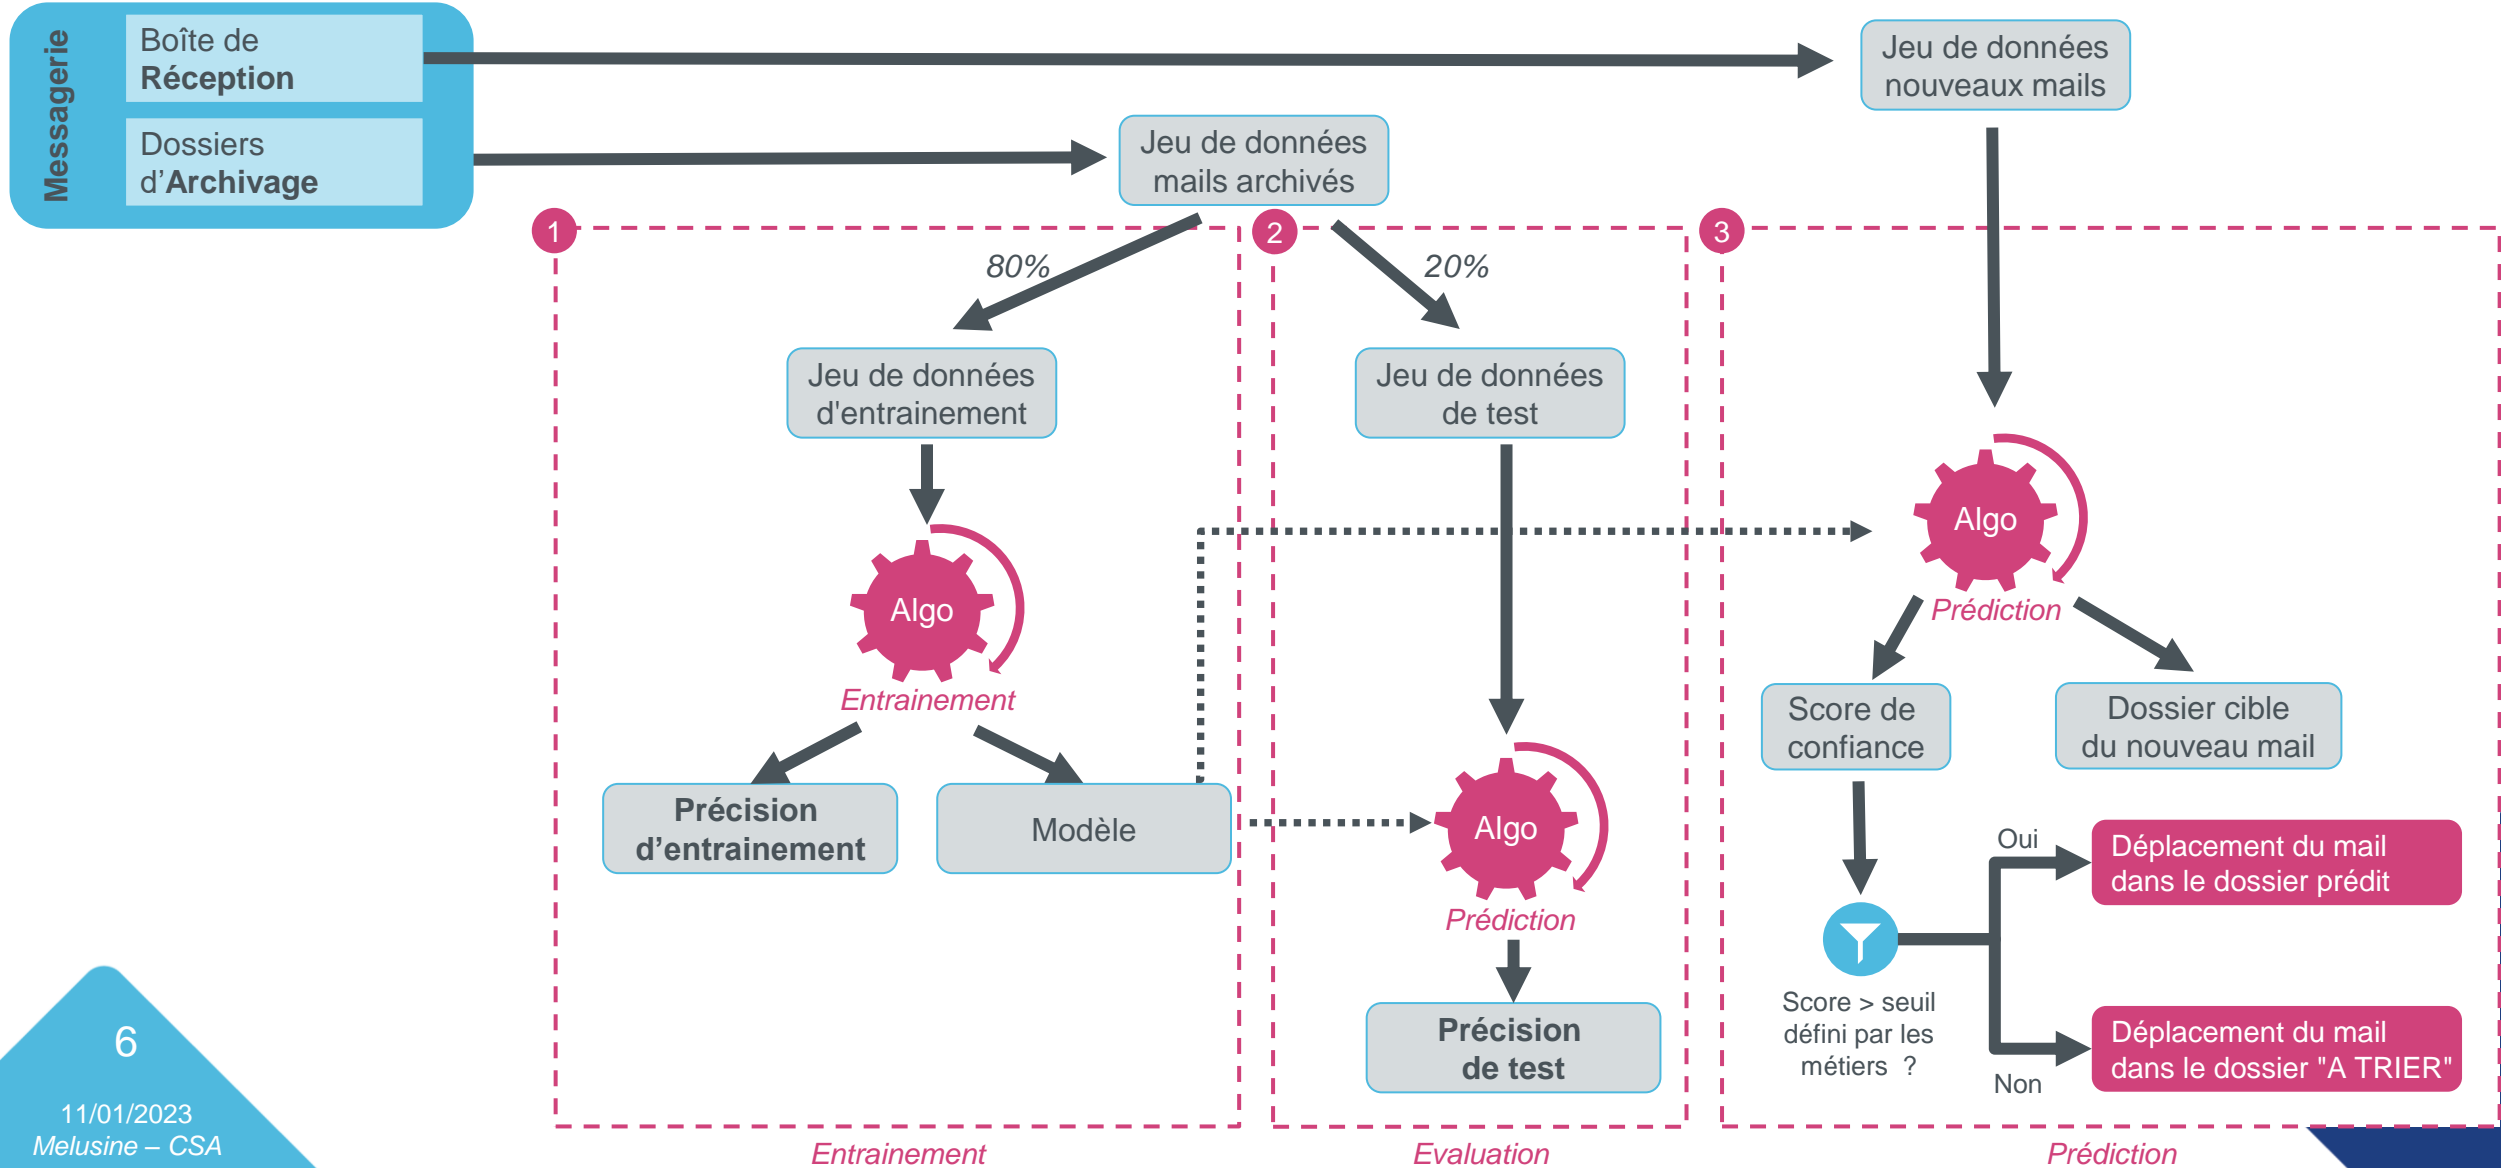 Messagerie
Boîte de
Réception
Dossiers
d’Archivage
Jeu de données
nouveaux mails
Jeu de données
mails archivés
1
2
3
80%
20%
Jeu de données
d'entrainement
Jeu de données
de test
Algo
Entrainement
Précision
d’entrainement
Modèle
Algo
Prédiction
Précision
de test
Algo
Prédiction
Score de
confiance
Dossier cible
du nouveau mail
Score > seuil
défini par les
métiers ?
Oui
Déplacement du mail
dans le dossier prédit
Non
Déplacement du mail
dans le dossier "A TRIER"
Entrainement
Evaluation
Prédiction
6
11/01/2023
Melusine – CSA